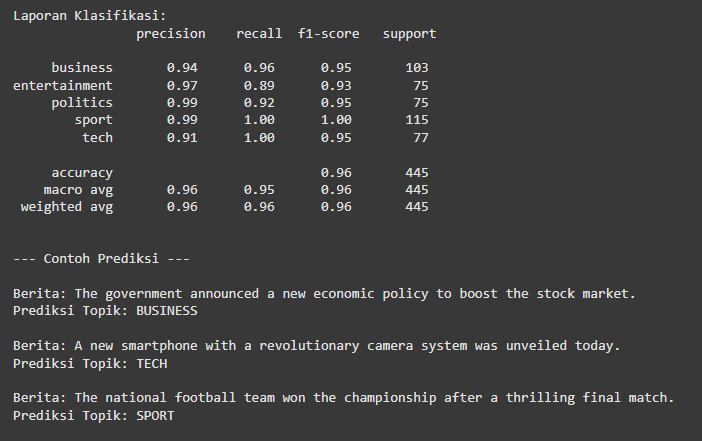 Laporan Klasifikasi:
precision recall f1-score support
business 0.94 0.96 0.95 103
entertainment 0.97 0.89 0.93 75
politics 0.99 0.92 0.95 75
sport 0.99 1.00 1.00 115
tech 0.91 1.00 0.95 77
accuracy 0.96 445
macro avg 0.96 0.95 0.96 445
weighted avg 0.96 0.96 0.96 445
--- Contoh Prediksi ---
Berita: The government announced a new economic policy to boost the stock market.
Prediksi Topik: BUSINESS
Berita: A new smartphone with a revolutionary camera system was unveiled today.
Prediksi Topik: TECH
Berita: The national football team won the championship after a thrilling final match.
Prediksi Topik: SPORT